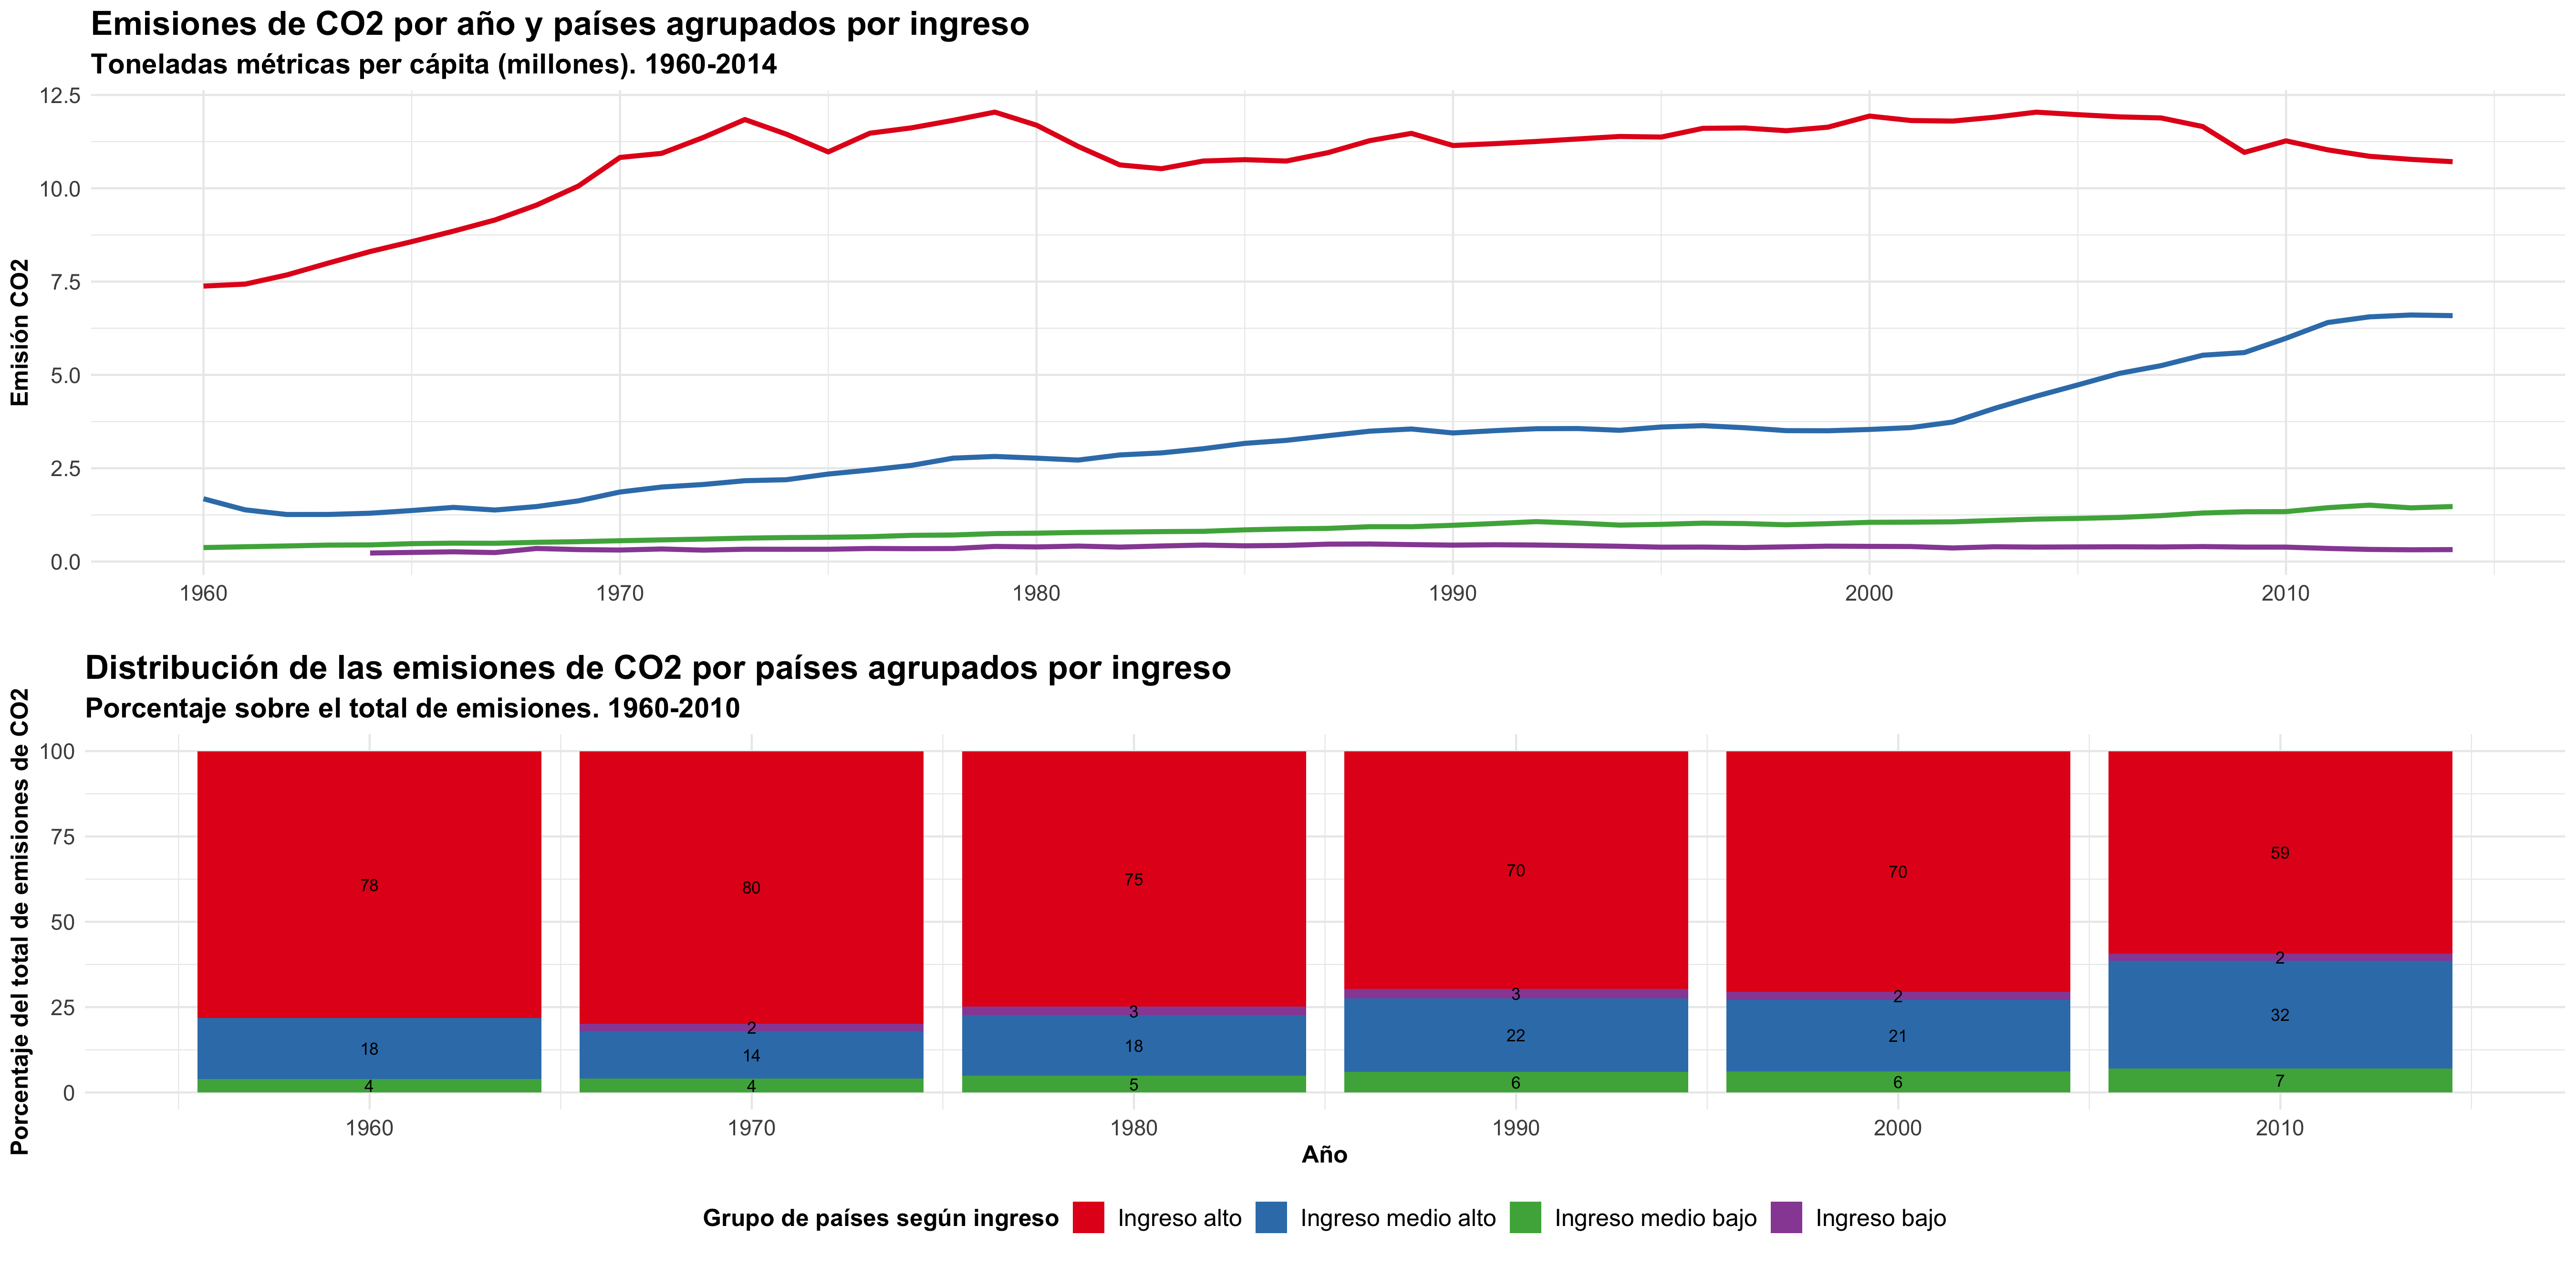 Emisiones de CO2 por año y países agrupados por ingreso
Toneladas métricas per cápita (millones). 1960-2014
Emisión CO2
12.5
10.0
7.5
5.0
2.5
0.0
1960 1970 1980 1990 2000 2010
Distribución de las emisiones de CO2 por países agrupados por ingreso
Porcentaje sobre el total de emisiones. 1960-2010
Porcentaje del total de emisiones de CO2
100
75
50
25
0
78 18 4
80 2 14 4
75 3 18 5
70 3 22 6
70 2 21 6
59 2 32 7
1960 1970 1980 1990 2000 2010
Año
Grupo de países según ingreso Ingreso alto Ingreso medio alto Ingreso medio bajo Ingreso bajo